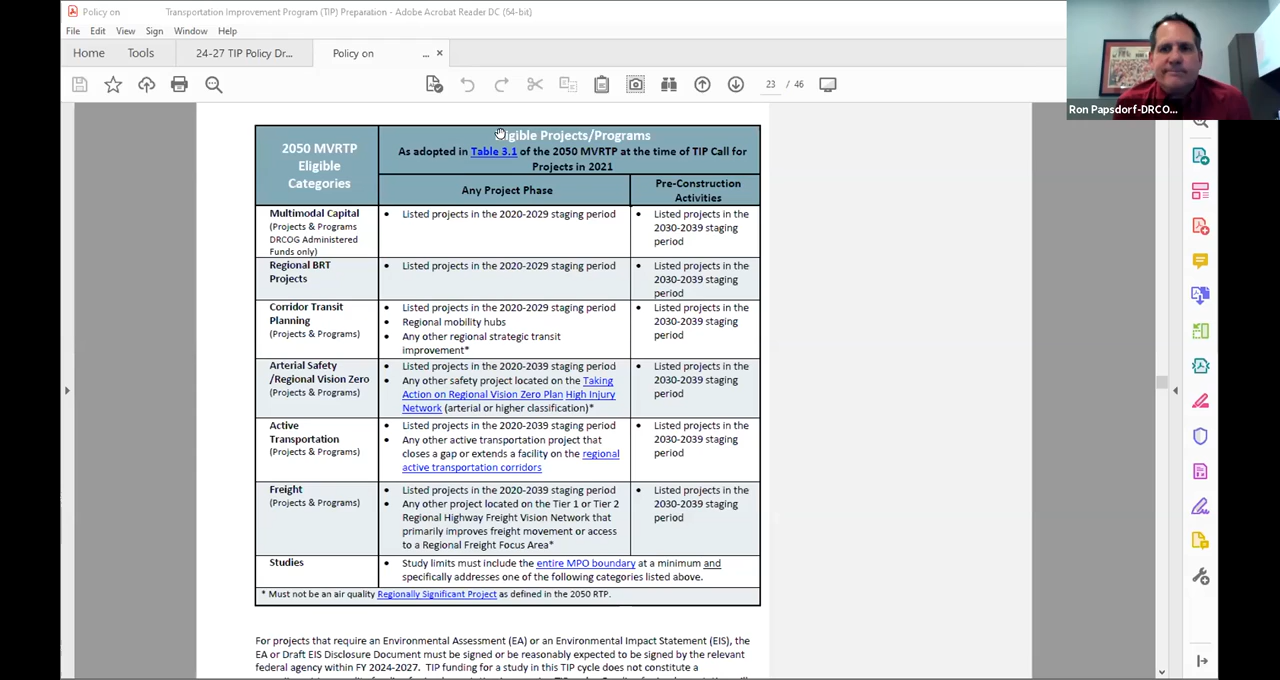 Policy on Transportation Improvement Program (TIP) Preparation - Adobe Acrobat Reader DC (64-bit)
File Edit View Sign Window Help
Home Tools 24-27 TIP Policy Dr... Policy on ... ×
23 / 46
Ron Papsdorf-DRCO...
2050 MVRTP
Eligible
Categories
Eligible Projects/Programs
As adopted in Table 3.1 of the 2050 MVRTP at the time of TIP Call for
Projects in 2021
Any Project Phase
Pre-Construction
Activities
Multimodal Capital
(Projects & Programs
DRCOG Administered
Funds only)
• Listed projects in the 2020-2029 staging period
• Listed projects in the
2030-2039 staging
period
Regional BRT
Projects
• Listed projects in the 2020-2029 staging period
• Listed projects in the
2030-2039 staging
period
Corridor Transit
Planning
(Projects & Programs)
• Listed projects in the 2020-2029 staging period
• Regional mobility hubs
• Any other regional strategic transit
improvement*
• Listed projects in the
2030-2039 staging
period
Arterial Safety
/Regional Vision Zero
(Projects & Programs)
• Listed projects in the 2020-2029 staging period
• Any other safety project located on the Taking
Action on Regional Vision Zero Plan High Injury
Network (arterial or higher classification)*
• Listed projects in the
2030-2039 staging
period
Active
Transportation
(Projects & Programs)
• Listed projects in the 2020-2029 staging period
• Any other active transportation project that
closes a gap or extends a facility on the regional
active transportation corridors
• Listed projects in the
2030-2039 staging
period
Freight
(Projects & Programs)
• Listed projects in the 2020-2029 staging period
• Any other project located on the Tier 1 or Tier 2
Regional Highway Freight Vision Network that
primarily improves freight movement or access
to a Regional Freight Focus Area*
• Listed projects in the
2030-2039 staging
period
Studies
• Study limits must include the entire MPO boundary at a minimum and
specifically addresses one of the following categories listed above.
* Must not be an air quality Regionally Significant Project as defined in the 2050 RTP.
For projects that require an Environmental Assessment (EA) or an Environmental Impact Statement (EIS), the
EA or Draft EIS Disclosure Document must be signed or be reasonably expected to be signed by the relevant
federal agency within FY 2024-2027. TIP funding for a study in this TIP cycle does not constitute a